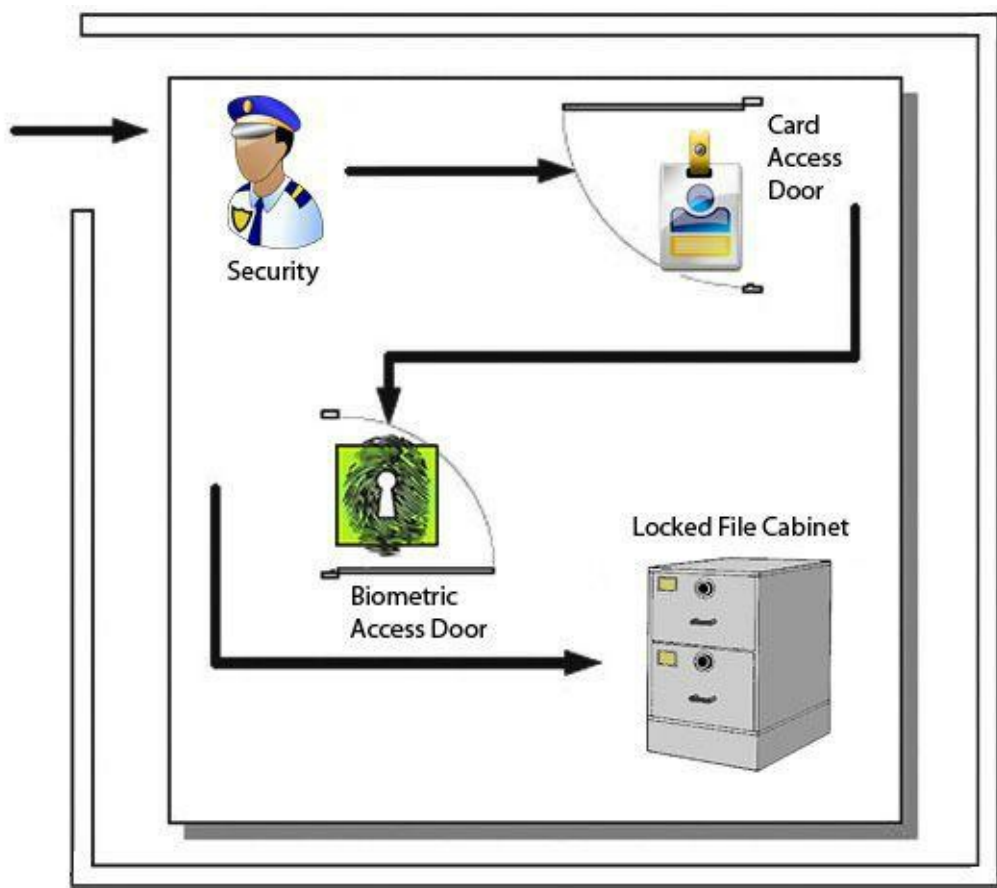 Security
Card
Access
Door
Biometric
Access Door
Locked File Cabinet